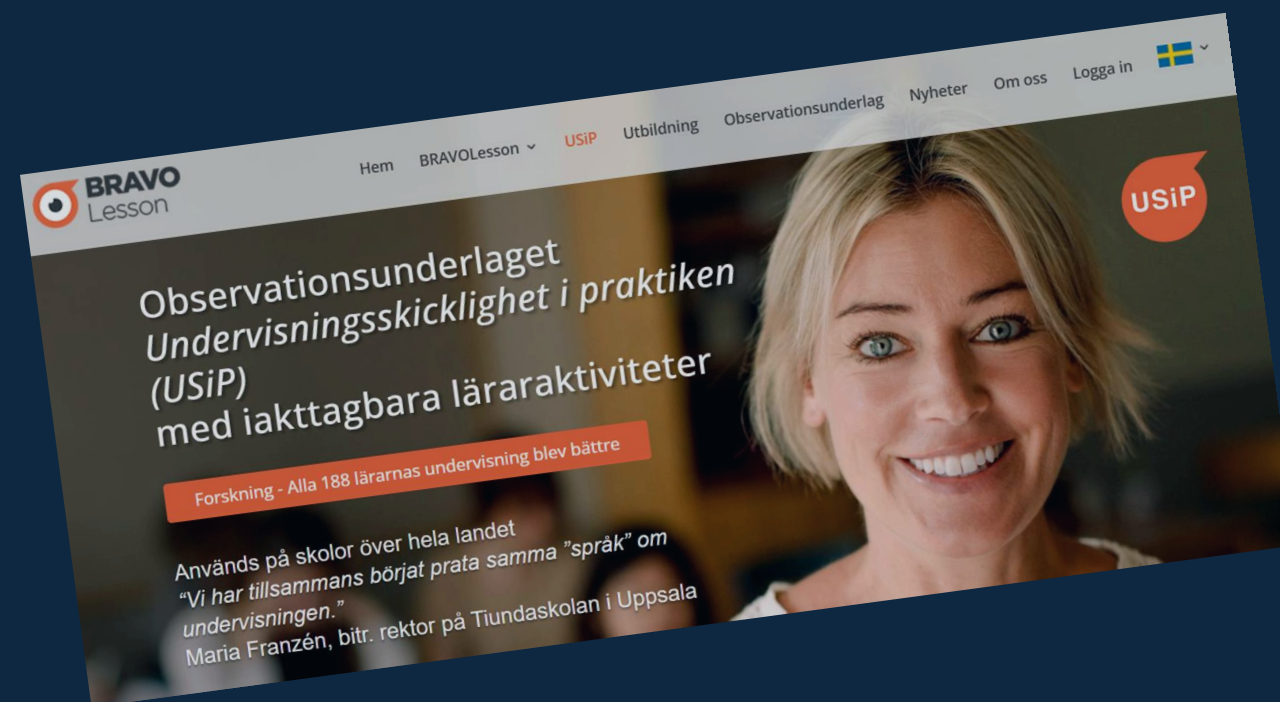 BRAVO
Lesson
Hem BRAVOLesson USiP Utbildning Observationsunderlag Nyheter Om oss Logga in
USiP
Observationsunderlaget
Undervisningsskicklighet i praktiken
(USiP)
med iakttagbara läraraktiviteter
Forskning - Alla 188 lärarnas undervisning blev bättre
Används på skolor över hela landet
“Vi har tillsammans börjat prata samma ”språk” om
undervisningen.”
Maria Franzén, bitr. rektor på Tiundaskolan i Uppsala